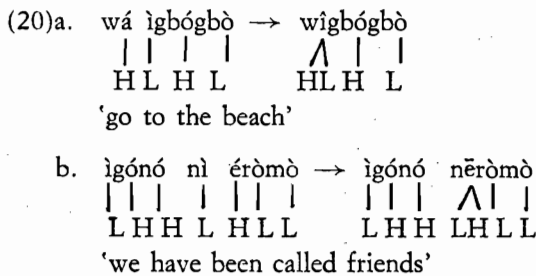 (20)a. wá ìgbógbò → wîgbógbò
H L H L HL H L
'go to the beach'
b. ìgónó nì éròmò → ìgónó nēròmò
L H H L H L L L H H LH L L
'we have been called friends'